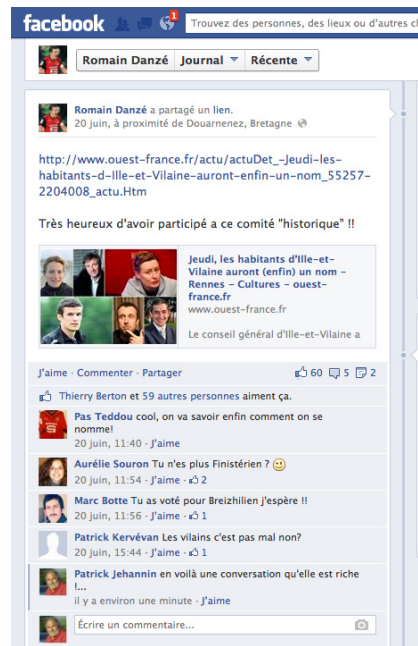 facebook
1
Trouvez des personnes, des lieux ou d'autres
Romain Danzé
Journal
Récente
Romain Danzé a partagé un lien.
20 juin, à proximité de Douarnenez, Bretagne
http://www.ouest-france.fr/actu/actuDet_-Jeudi-les-
habitants-d-Ille-et-Vilaine-auront-enfin-un-nom_55257-
2204008_actu.Htm
Très heureux d'avoir participé a ce comité "historique" !!
Jeudi, les habitants d'Ille-et-
Vilaine auront (enfin) un nom -
Rennes - Cultures - ouest-
france.fr
www.ouest-france.fr
Le conseil général d'Ille-et-Vilaine a
J'aime · Commenter · Partager
60
5
2
Thierry Berton et 59 autres personnes aiment ça.
Pas Teddou cool, on va savoir enfin comment on se
nomme!
20 juin, 11:40 · J'aime
Aurélie Souron Tu n'es plus Finistérien ?
20 juin, 11:54 · J'aime · 2
Marc Botte Tu as voté pour Breizhilien j'espère !!
20 juin, 11:56 · J'aime · 1
Patrick Kervévan Les vilains c'est pas mal non?
20 juin, 15:44 · J'aime · 1
Patrick Jehannin en voilà une conversation qu'elle est riche
!...
il y a environ une minute · J'aime
Écrire un commentaire...